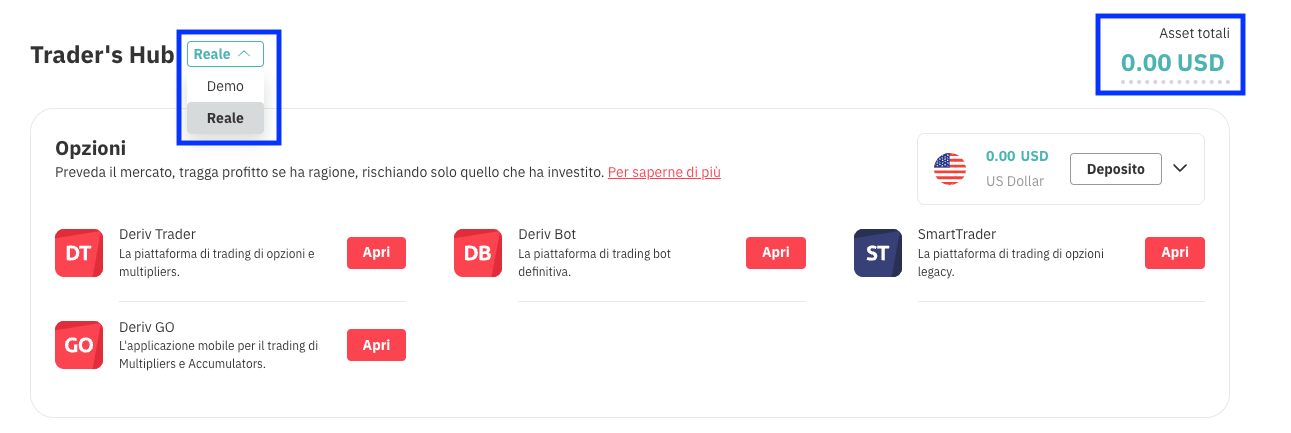 Trader's Hub
Reale
Demo
Reale
Asset totali
0.00 USD
Opzioni
Preveda il mercato, tragga profitto se ha ragione, rischiando solo quello che ha investito. Per saperne di più
0.00 USD
US Dollar
Deposito
DT
Deriv Trader
La piattaforma di trading di opzioni e
multipliers.
Apri
DB
Deriv Bot
La piattaforma di trading bot
definitiva.
Apri
ST
SmartTrader
La piattaforma di trading di opzioni
legacy.
Apri
GO
Deriv GO
L'applicazione mobile per il trading di
Multipliers e Accumulators.
Apri